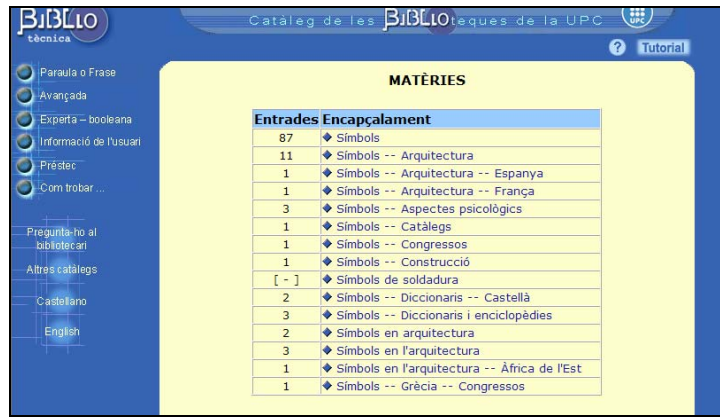 BIBLIO
tècnica
Catàleg de les BIBLIOteques de la UPC
UPC
? Tutorial
Paraula o Frase
Avançada
Experta – booleana
Informació de l'usuari
Préstec
Com trobar ...
Pregunta-ho al
bibliotecari
Altres catàlegs
Castellano
English
MATÈRIES
Entrades Encapçalament
87 Símbols
11 Símbols -- Arquitectura
1 Símbols -- Arquitectura -- Espanya
1 Símbols -- Arquitectura -- França
3 Símbols -- Aspectes psicològics
1 Símbols -- Catàlegs
1 Símbols -- Congressos
1 Símbols -- Construcció
[ - ] Símbols de soldadura
2 Símbols -- Diccionaris -- Castellà
3 Símbols -- Diccionaris i enciclopèdies
2 Símbols en arquitectura
3 Símbols en l'arquitectura
1 Símbols en l'arquitectura -- Àfrica de l'Est
1 Símbols -- Grècia -- Congressos